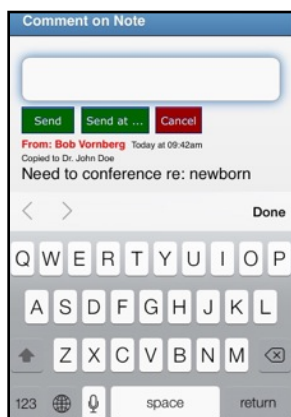 Comment on Note
Send Send at ... Cancel
From: Bob Vornberg Today at 09:42am
Copied to Dr. John Doe
Need to conference re: newborn
Done
Q W E R T Y U I O P
A S D F G H J K L
Z X C V B N M
123 space return